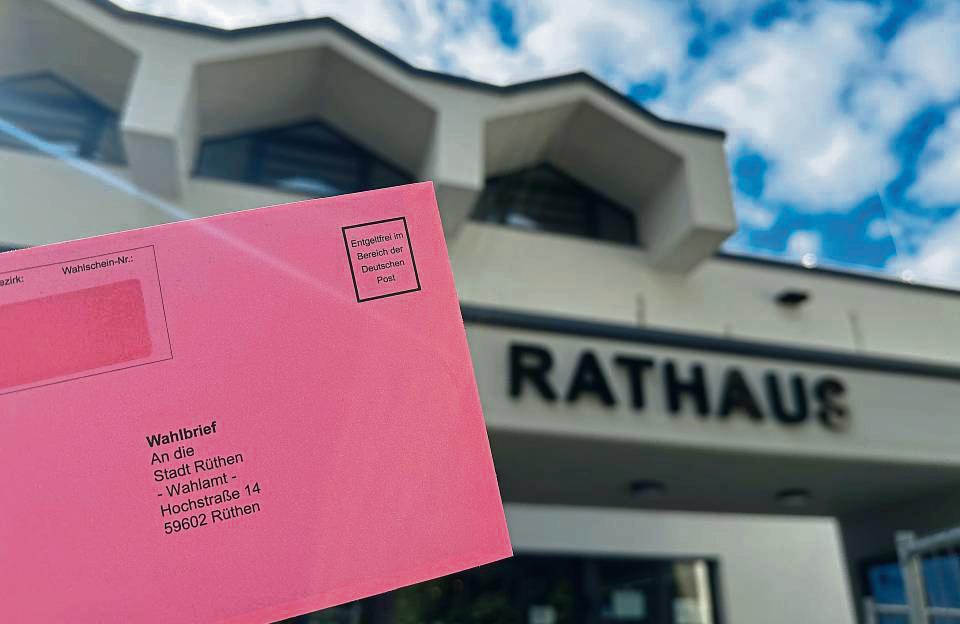 ezirk:
Wahlschein-Nr.:
Entgeltfrei im
Bereich der
Deutschen
Post
RATHAUS
Wahlbrief
An die
Stadt Rüthen
- Wahlamt -
Hochstraße 14
59602 Rüthen